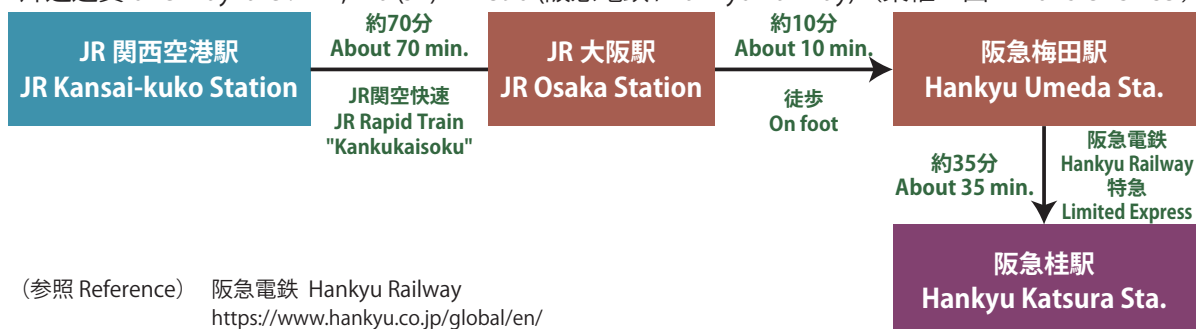 約70分
About 70 min.
約10分
About 10 min.
JR 関西空港駅
JR Kansai-kuko Station
JR 大阪駅
JR Osaka Station
阪急梅田駅
Hankyu Umeda Sta.
JR関空快速
JR Rapid Train
"Kankukaisoku"
徒歩
On foot
約35分
About 35 min.
阪急電鉄
Hankyu Railway
特急
Limited Express
阪急桂駅
Hankyu Katsura Sta.
（参照 Reference） 阪急電鉄 Hankyu Railway
https://www.hankyu.co.jp/global/en/